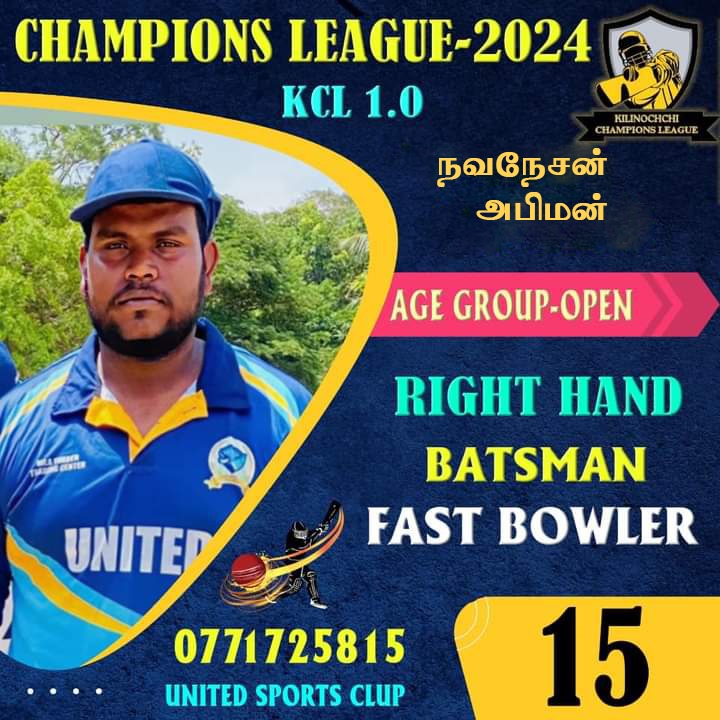 CHAMPIONS LEAGUE-2024
KCL 1.0
KILINOCHCHI
CHAMPIONS LEAGUE
நவநேசன்
அபிமன்
AGE GROUP-OPEN
RIGHT HAND
BATSMAN
FAST BOWLER
UNITED
0771725815
UNITED SPORTS CLUP
15